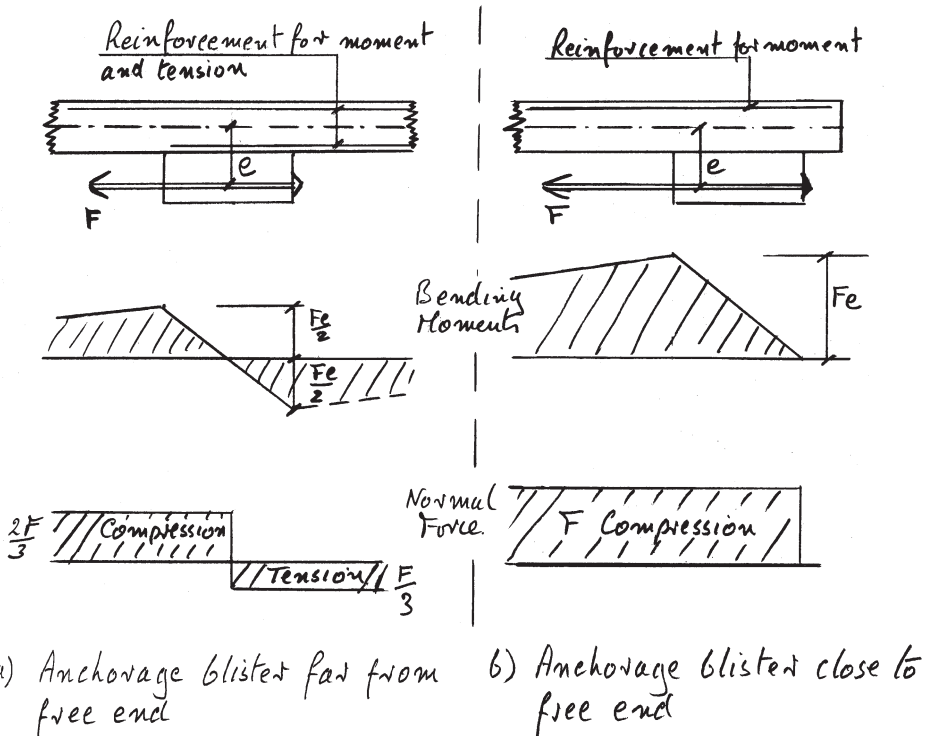 Reinforcement for moment
and tension
e
F
Fe/2
Fe/2
2F/3
Compression
Tension
F/3
a) Anchorage blister far from
free end
Reinforcement for moment
e
F
Bending
Moments
Fe
Normal
Force.
F Compression
b) Anchorage blister close to
free end